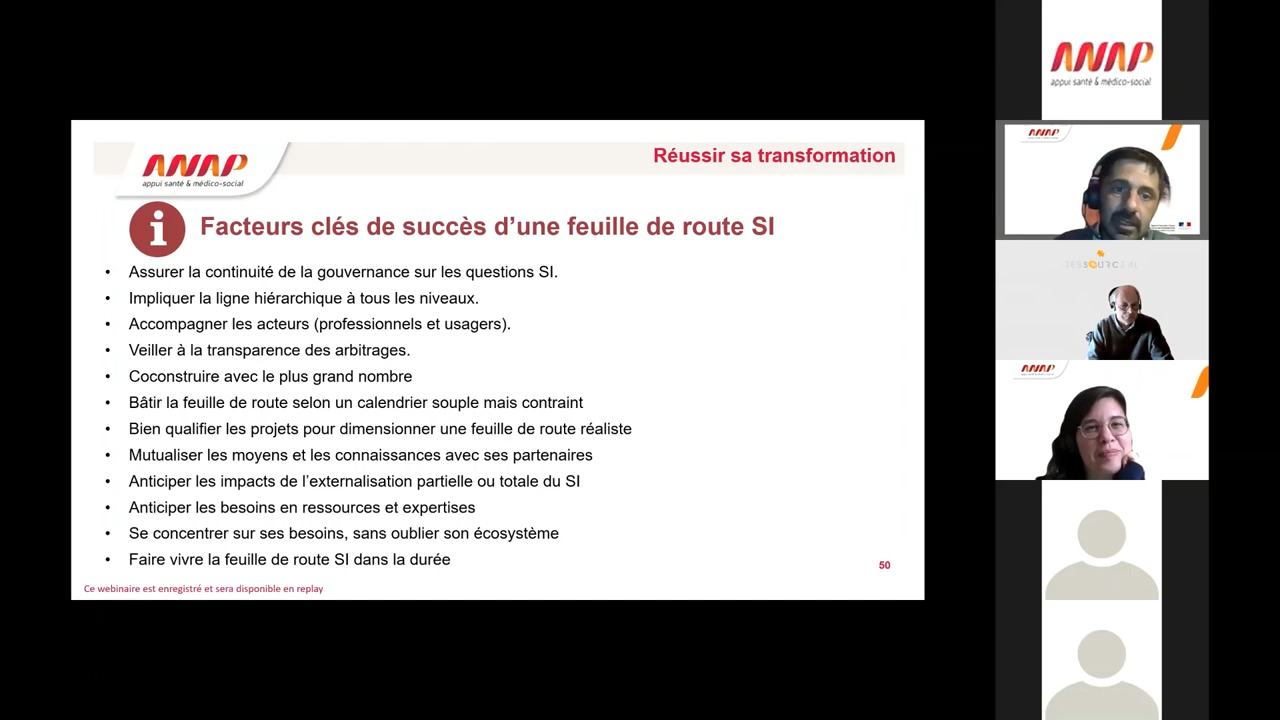 ANAP
appui santé & médico-social
Réussir sa transformation
Facteurs clés de succès d'une feuille de route SI
• Assurer la continuité de la gouvernance sur les questions SI.
• Impliquer la ligne hiérarchique à tous les niveaux.
• Accompagner les acteurs (professionnels et usagers).
• Veiller à la transparence des arbitrages.
• Coconstruire avec le plus grand nombre
• Bâtir la feuille de route selon un calendrier souple mais contraint
• Bien qualifier les projets pour dimensionner une feuille de route réaliste
• Mutualiser les moyens et les connaissances avec ses partenaires
• Anticiper les impacts de l'externalisation partielle ou totale du SI
• Anticiper les besoins en ressources et expertises
• Se concentrer sur ses besoins, sans oublier son écosystème
• Faire vivre la feuille de route SI dans la durée
50
Ce webinaire est enregistré et sera disponible en replay
ANAP
appui santé & médico-social
ANAP
ANAP